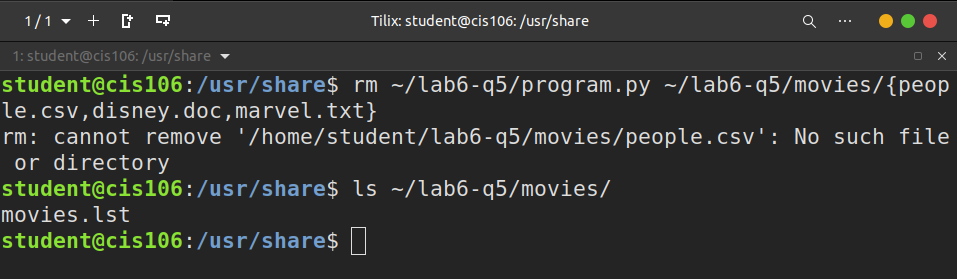 1 / 1
Tilix: student@cis106: /usr/share
1: student@cis106: /usr/share
student@cis106:/usr/share$ rm ~/lab6-q5/program.py ~/lab6-q5/movies/{peop
le.csv,disney.doc,marvel.txt}
rm: cannot remove '/home/student/lab6-q5/movies/people.csv': No such file
 or directory
student@cis106:/usr/share$ ls ~/lab6-q5/movies/
movies.lst
student@cis106:/usr/share$